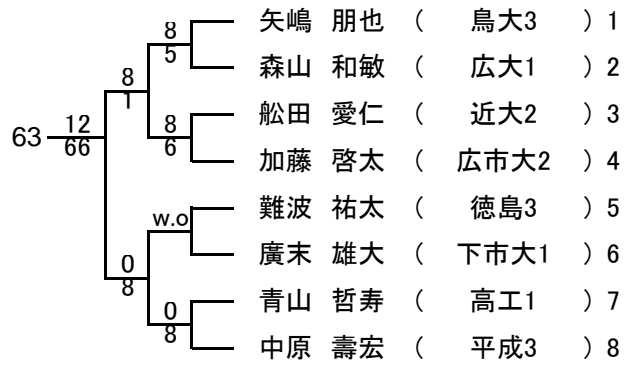 矢嶋 朋也 ( 鳥大3 ) 1
8
5
森山 和敏 ( 広大1 ) 2
8
1
舩田 愛仁 ( 近大2 ) 3
8
6
63
12
66
加藤 啓太 ( 広市大2 ) 4
難波 祐太 ( 徳島3 ) 5
w.o
廣末 雄大 ( 下市大1 ) 6
0
8
青山 哲寿 ( 高工1 ) 7
0
8
中原 壽宏 ( 平成3 ) 8